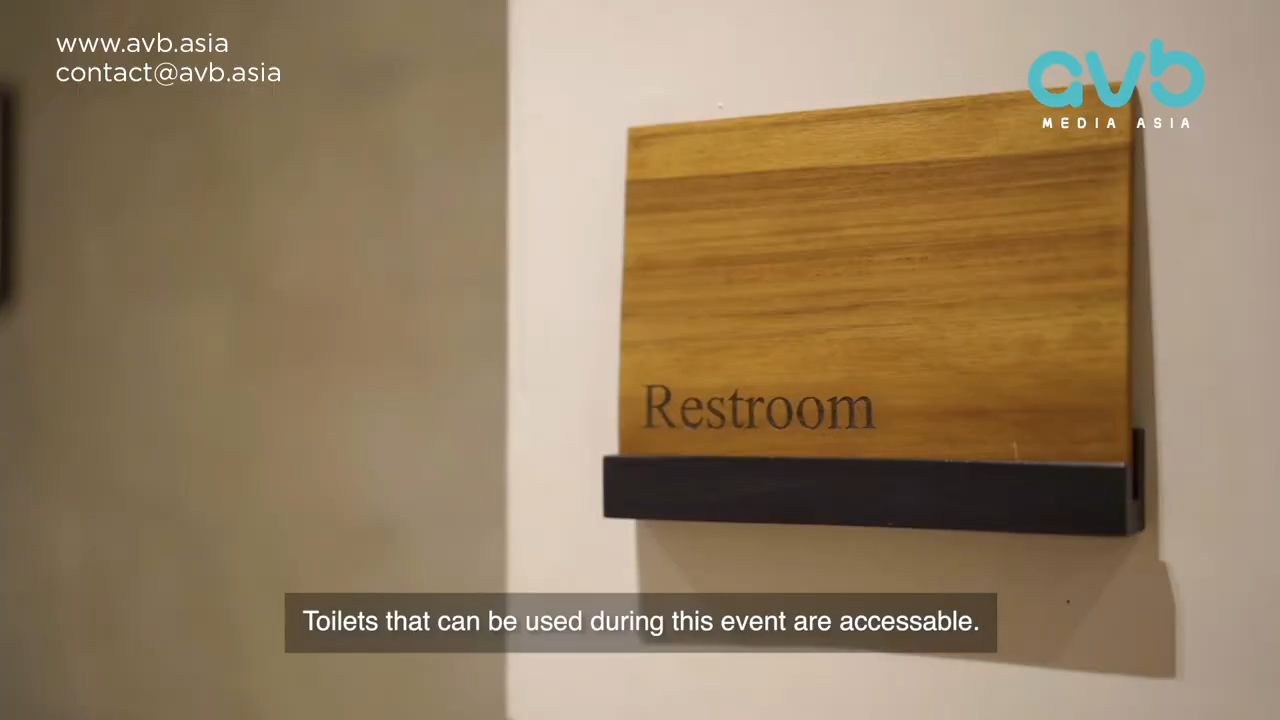 www.avb.asia
contact@avb.asia
avb
MEDIA ASIA
Restroom
Toilets that can be used during this event are accessable.